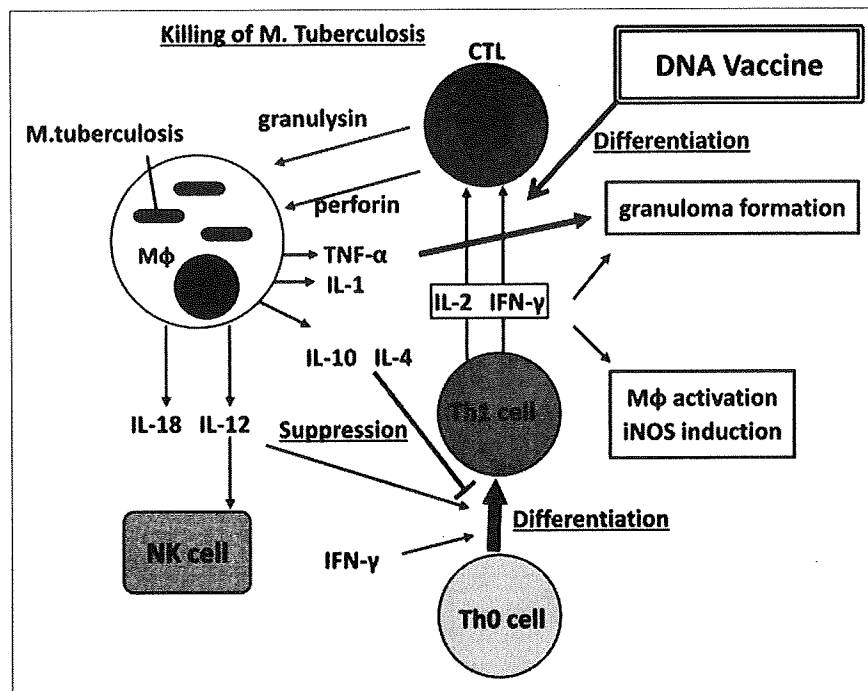 Killing of M. Tuberculosis
CTL
DNA Vaccine
granulysin
M.tuberculosis
Differentiation
perforin
granuloma formation
Mϕ
TNF-α
IL-1
IL-2 IFN-γ
IL-10 IL-4
Th1 cell
Mϕ activation
iNOS induction
IL-18 IL-12
Suppression
Differentiation
NK cell
IFN-γ
Th0 cell